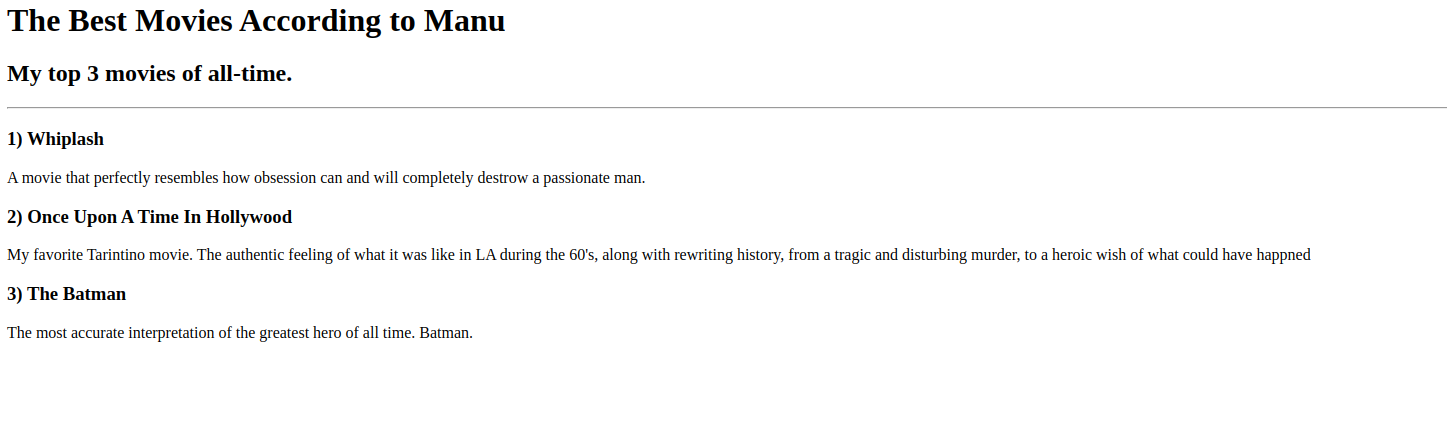 The Best Movies According to Manu
My top 3 movies of all-time.
1) Whiplash
A movie that perfectly resembles how obsession can and will completely destrow a passionate man.
2) Once Upon A Time In Hollywood
My favorite Tarintino movie. The authentic feeling of what it was like in LA during the 60's, along with rewriting history, from a tragic and disturbing murder, to a heroic wish of what could have happned
3) The Batman
The most accurate interpretation of the greatest hero of all time. Batman.